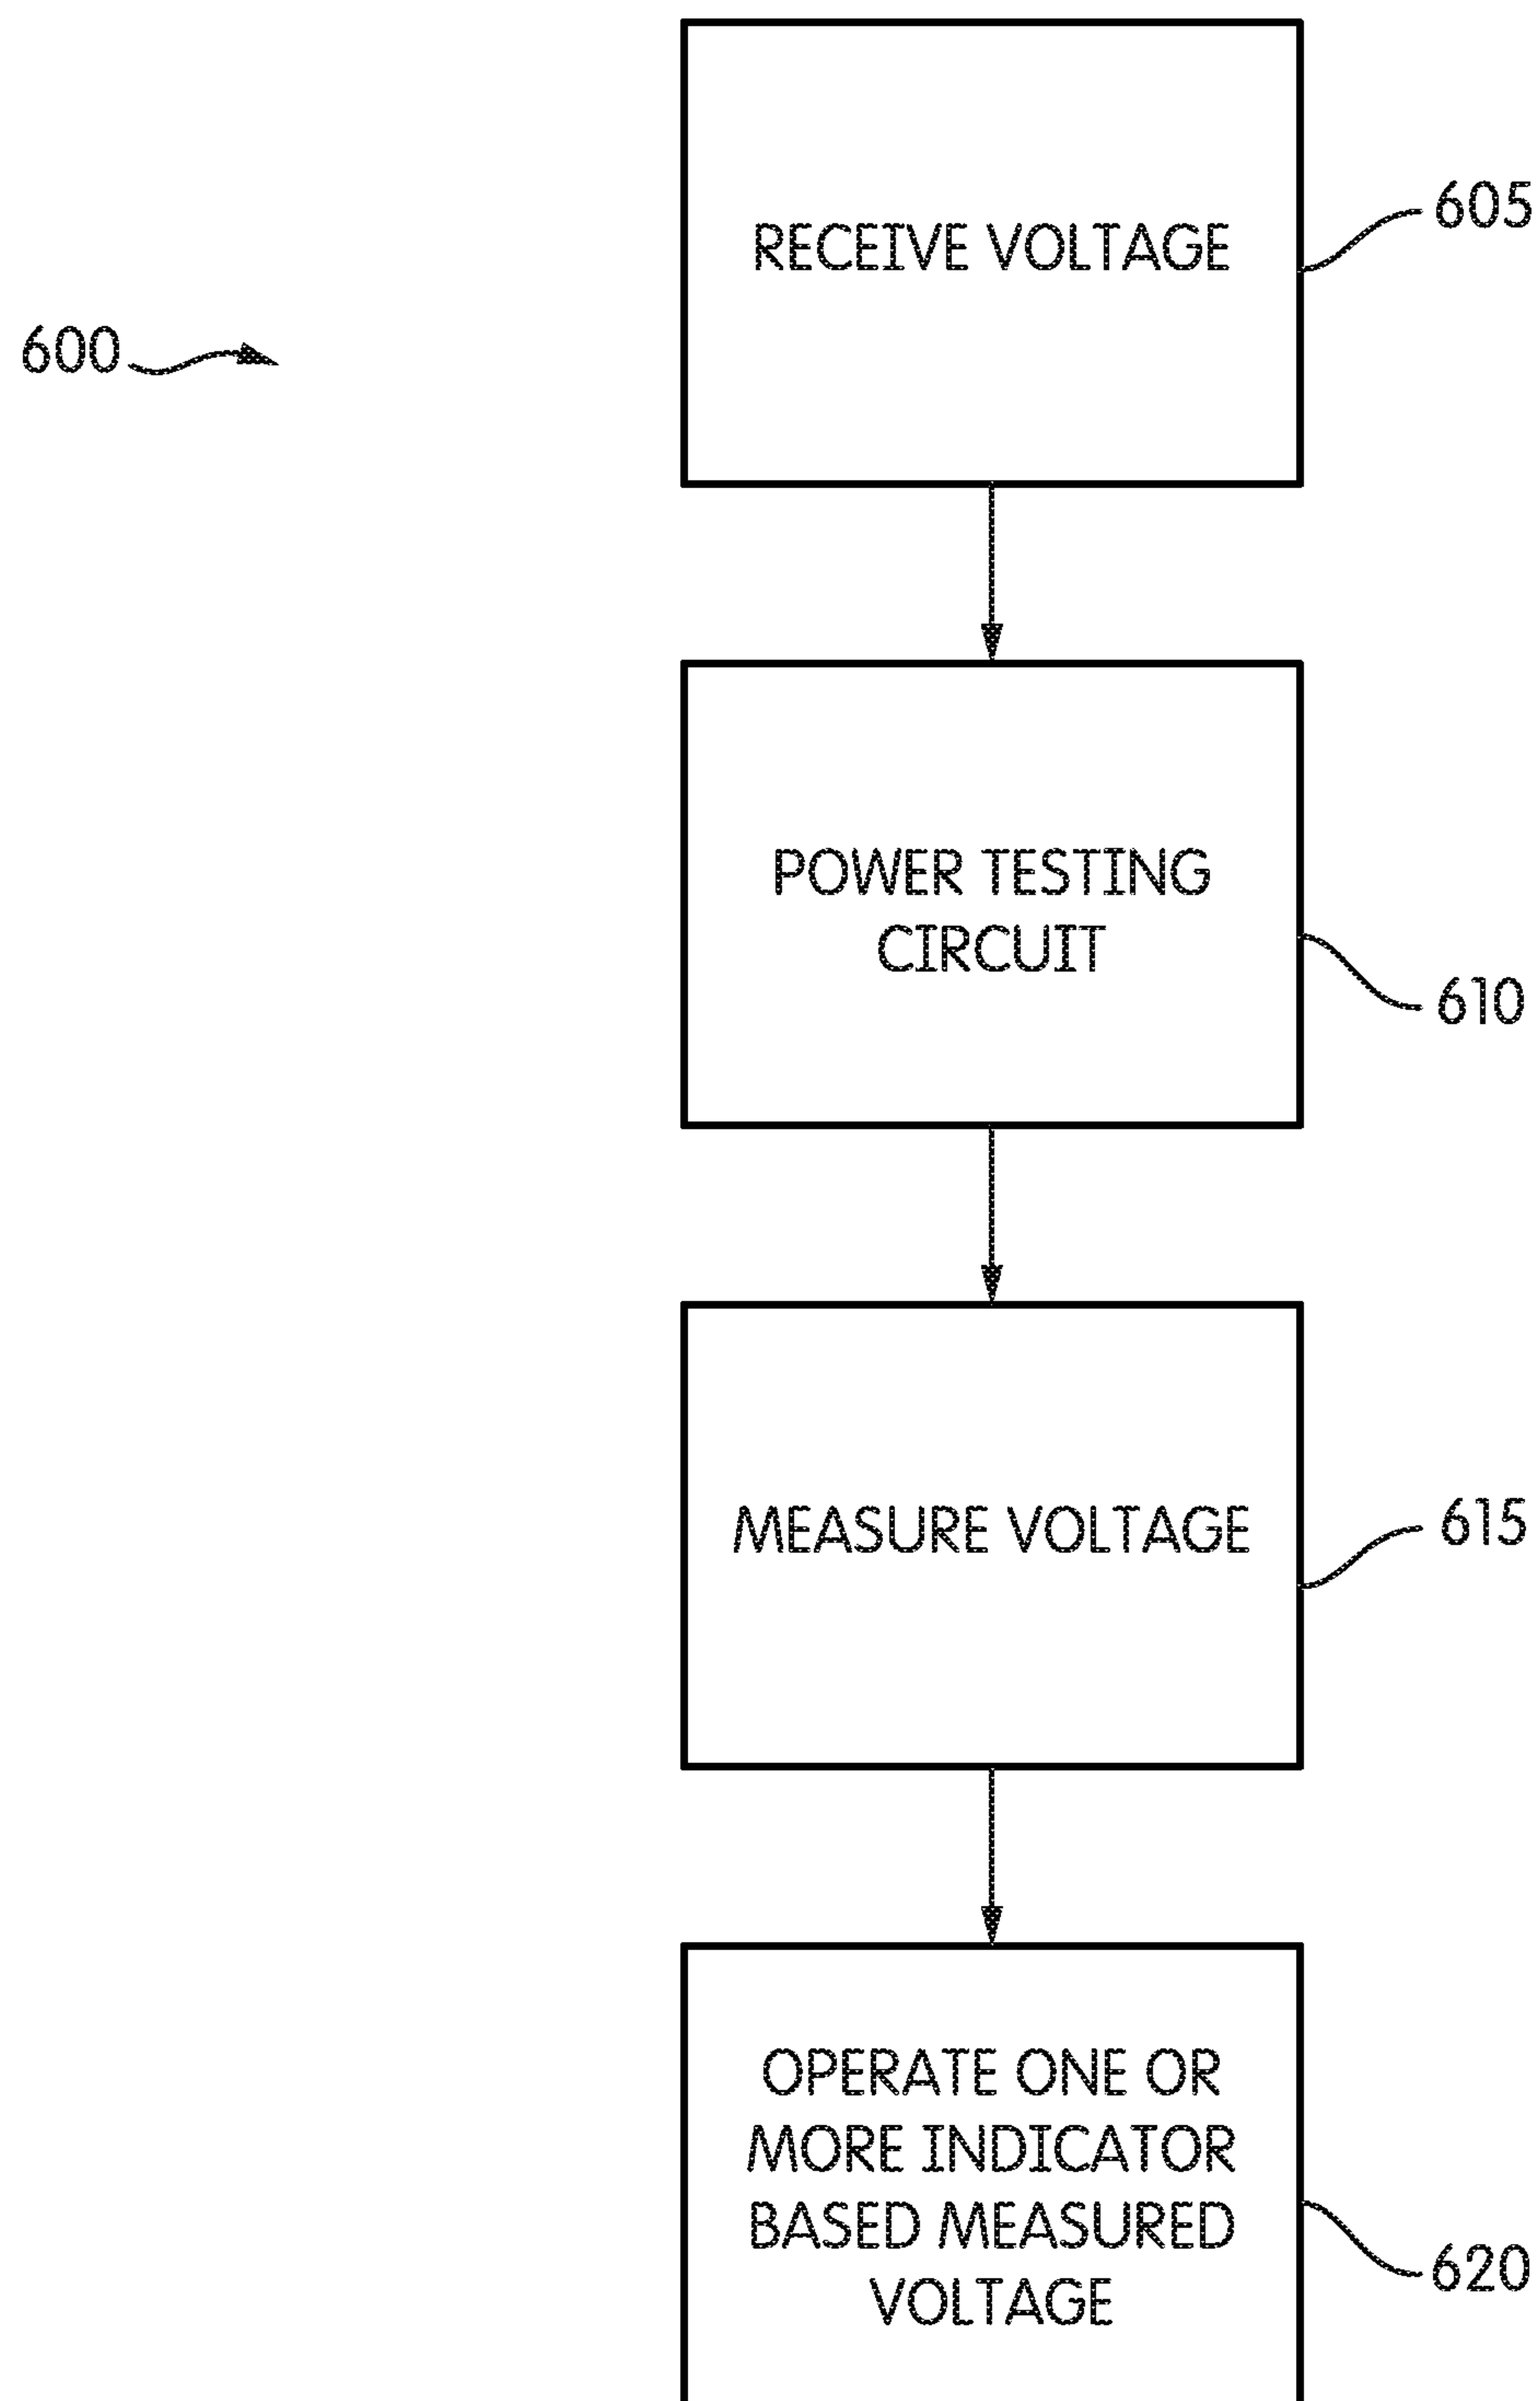 RECEIVE VOLTAGE
605
600
POWER TESTING
CIRCUIT
610
MEASURE VOLTAGE
615
OPERATE ONE OR
MORE INDICATOR
BASED MEASURED
VOLTAGE
620